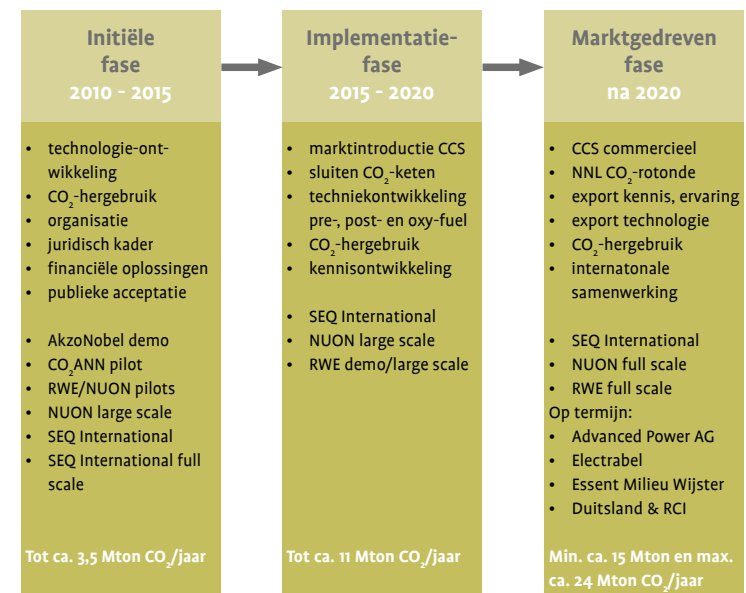 Initiële
fase
2010 - 2015
• technologie-ont-
wikkeling
• CO₂-hergebruik
• organisatie
• juridisch kader
• financiële oplossingen
• publieke acceptatie
• AkzoNobel demo
• CO₂ANN pilot
• RWE/NUON pilots
• NUON large scale
• SEQ International
• SEQ International full
scale
Tot ca. 3,5 Mton CO₂/jaar
Implementatie-
fase
2015 - 2020
• marktintroductie CCS
• sluiten CO₂-keten
• techniekontwikkeling
pre-, post- en oxy-fuel
• CO₂-hergebruik
• kennisontwikkeling
• SEQ International
• NUON large scale
• RWE demo/large scale
Tot ca. 11 Mton CO₂/jaar
Marktgedreven
fase
na 2020
• CCS commercieel
• NNL CO₂-rotonde
• export kennis, ervaring
• export technologie
• CO₂-hergebruik
• internatonale
samenwerking
• SEQ International
• NUON full scale
• RWE full scale
Op termijn:
• Advanced Power AG
• Electrabel
• Essent Milieu Wijster
• Duitsland & RCI
Min. ca. 15 Mton en max.
ca. 24 Mton CO₂/jaar